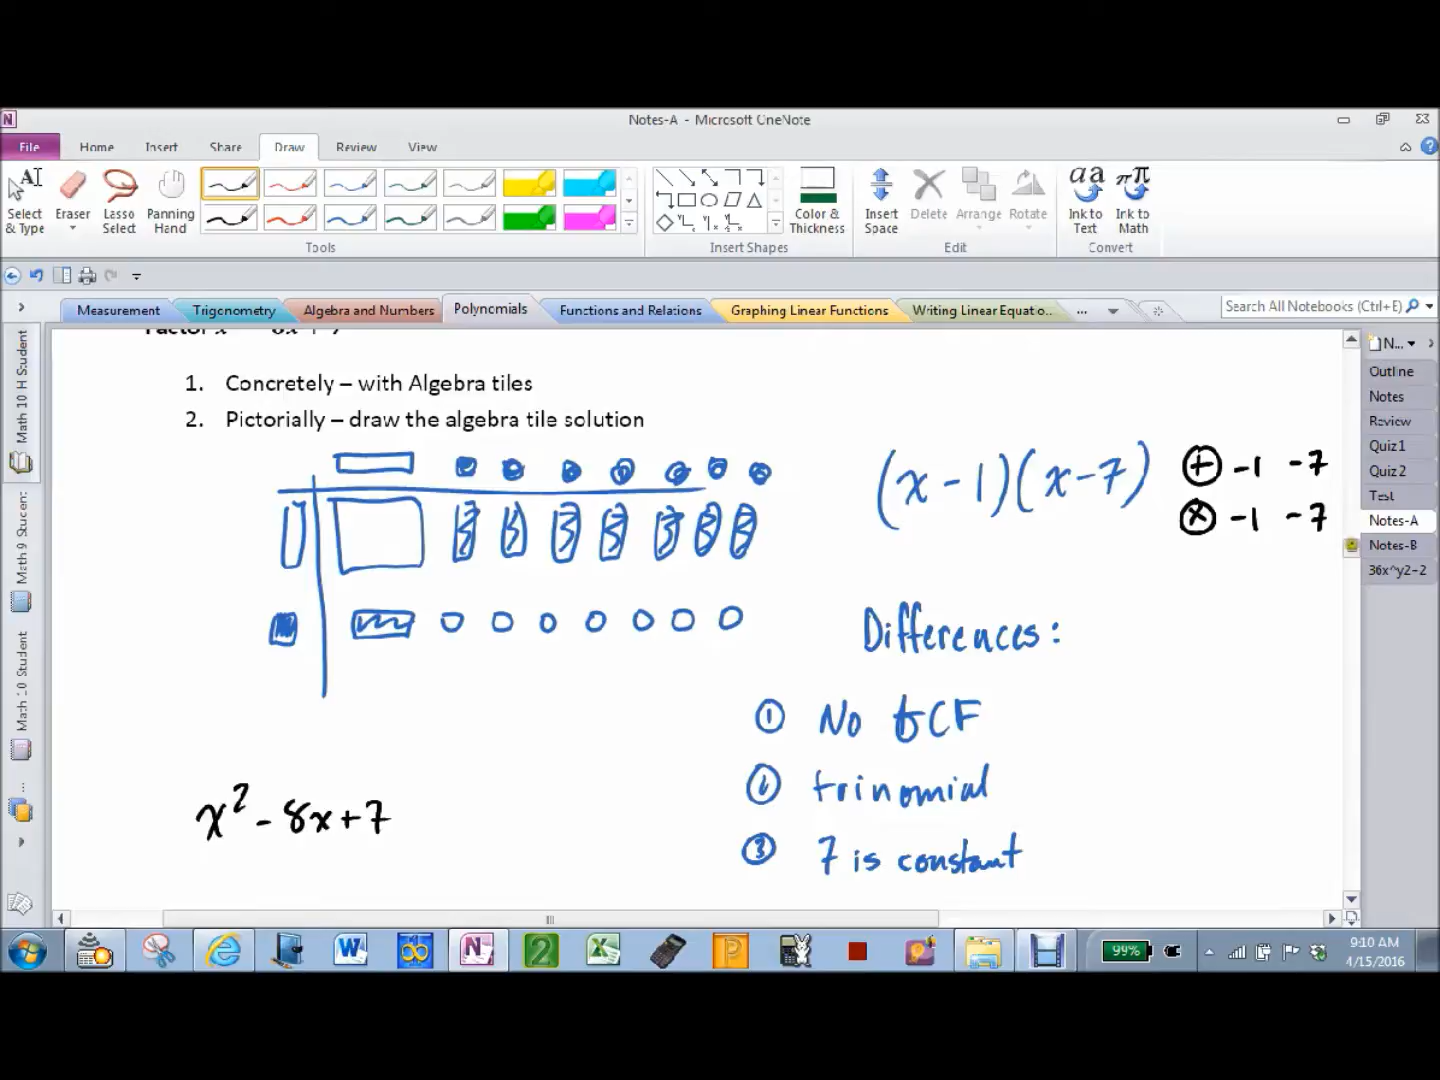 Notes-A - Microsoft OneNote
File Home Insert Share Draw Review View
Select & Type
Eraser
Lasso Select
Panning Hand
Color & Thickness
Insert Space
Delete
Arrange
Rotate
aa
Ink to Text
Ink to Math
Tools
Insert Shapes
Edit
Convert
Measurement
Trigonometry
Algebra and Numbers
Polynomials
Functions and Relations
Graphing Linear Functions
Writing Linear Equatio..
...
Search All Notebooks (Ctrl+E)
1. Concretely – with Algebra tiles
2. Pictorially – draw the algebra tile solution
(x - 1)(x - 7)
+ -1 -7
× -1 -7
Differences:
① No GCF
② trinomial
③ 7 is constant
x² - 8x + 7
Math 10 H Student
Math 10 Student
N...
Outline
Notes
Review
Quiz1
Quiz 2
Test
Notes-A
Notes-B
36x^y2-2
99%
9:10 AM
4/15/2016